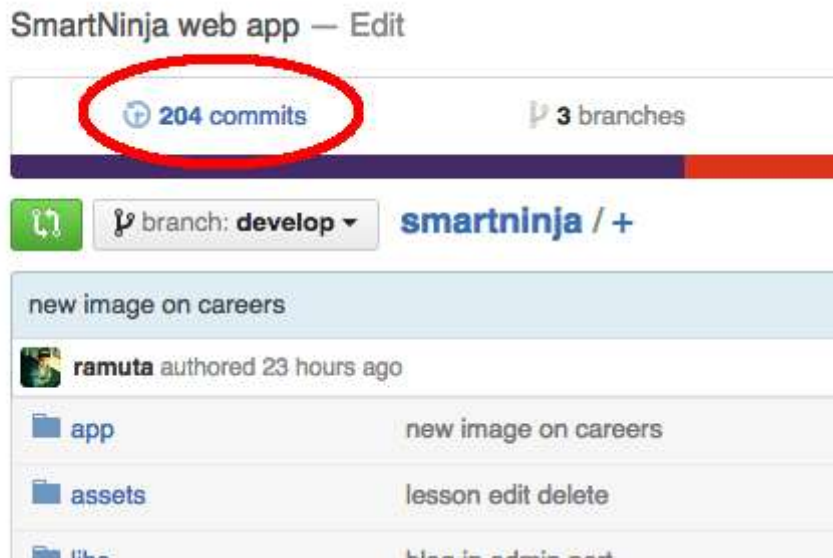 SmartNinja web app — Edit
204 commits
3 branches
branch: develop
smartninja / +
new image on careers
ramuta authored 23 hours ago
app
new image on careers
assets
lesson edit delete